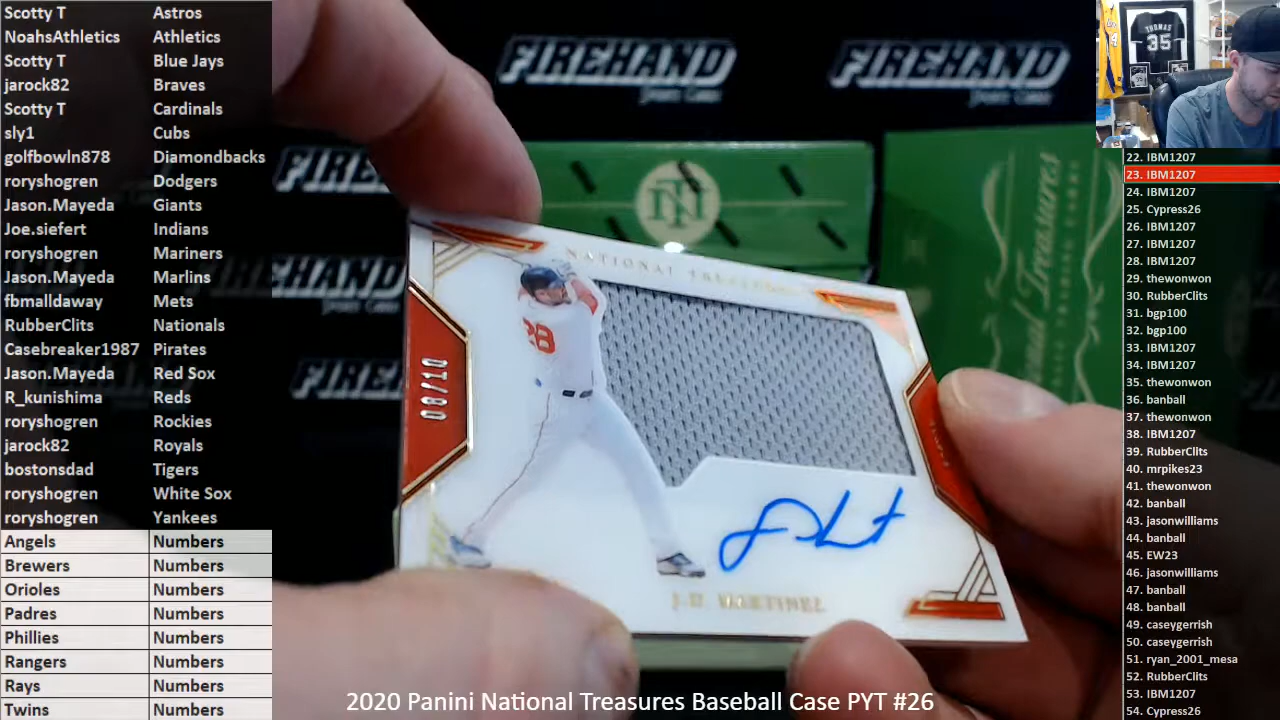 Scotty T Astros
NoahsAthletics Athletics
Scotty T Blue Jays
jarock82 Braves
Scotty T Cardinals
sly1 Cubs
golfbowln878 Diamondbacks
roryshogren Dodgers
Jason.Mayeda Giants
Joe.siefert Indians
roryshogren Mariners
Jason.Mayeda Marlins
fbmalldaway Mets
RubberClits Nationals
Casebreaker1987 Pirates
Jason.Mayeda Red Sox
R_kunishima Reds
roryshogren Rockies
jarock82 Royals
bostonsdad Tigers
roryshogren White Sox
roryshogren Yankees
Angels Numbers
Brewers Numbers
Orioles Numbers
Padres Numbers
Phillies Numbers
Rangers Numbers
Rays Numbers
Twins Numbers
FIREHAND
FIREHAND
FIREHAND
NT
National Treasures
NATIONAL TREASURES
28
08/10
J.D. MARTINEZ
THOMAS
35
22. IBM1207
23. IBM1207
24. IBM1207
25. Cypress26
26. IBM1207
27. IBM1207
28. IBM1207
29. thewonwon
30. RubberClits
31. bgp100
32. bgp100
33. IBM1207
34. IBM1207
35. thewonwon
36. banball
37. thewonwon
38. IBM1207
39. RubberClits
40. mrpikes23
41. thewonwon
42. banball
43. jasonwilliams
44. banball
45. EW23
46. jasonwilliams
47. banball
48. banball
49. caseygerrish
50. caseygerrish
51. ryan_2001_mesa
52. RubberClits
53. IBM1207
54. Cypress26
2020 Panini National Treasures Baseball Case PYT #26